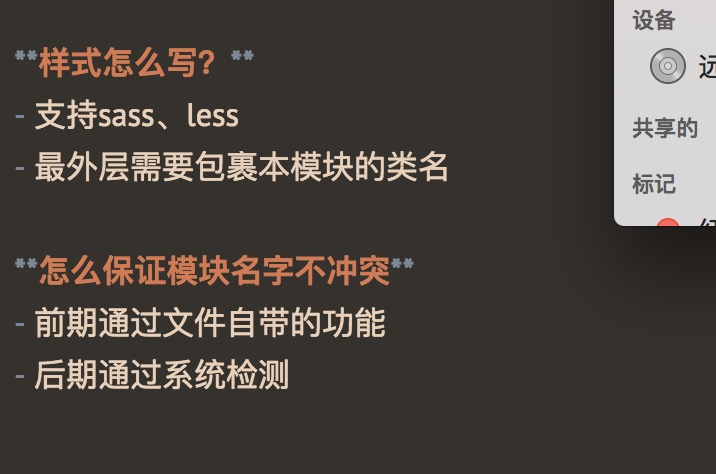 **样式怎么写？**
- 支持sass、less
- 最外层需要包裹本模块的类名
**怎么保证模块名字不冲突**
- 前期通过文件自带的功能
- 后期通过系统检测
设备
远
共享的
标记